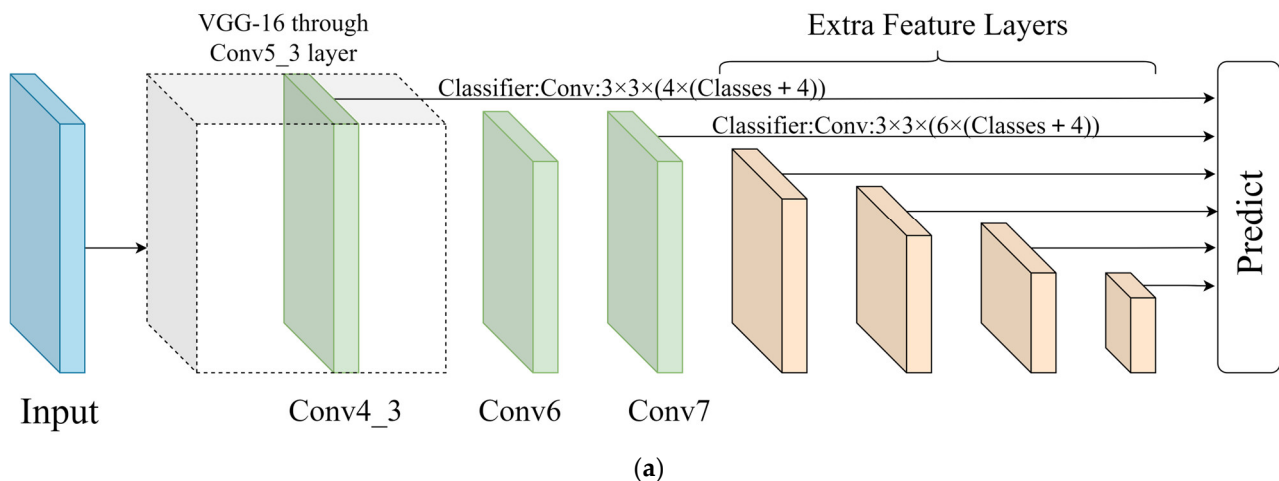 VGG-16 through
Conv5_3 layer
Extra Feature Layers
Classifier:Conv:3×3×(4×(Classes + 4))
Classifier:Conv:3×3×(6×(Classes + 4))
Predict
Input
Conv4_3
Conv6
Conv7
(a)